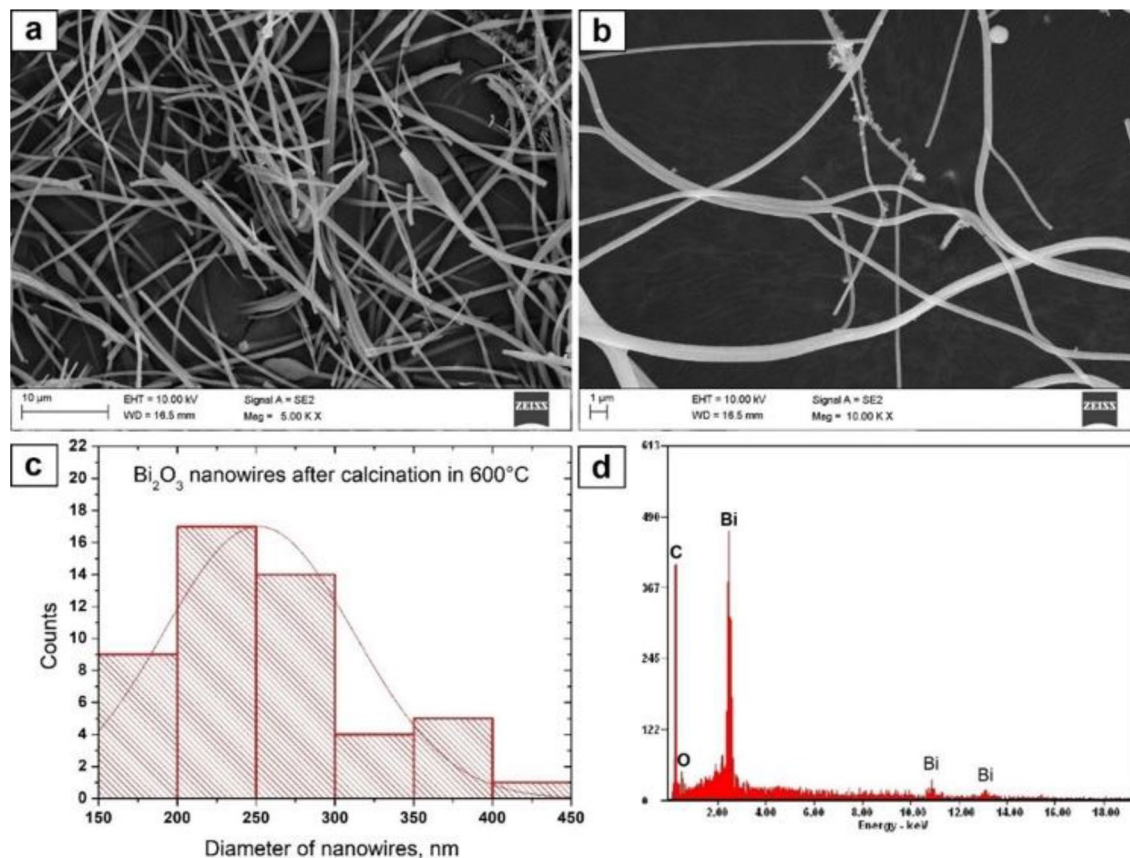 a
10 µm
EHT = 10.00 kV
Signal A = SE2
WD = 16.5 mm
Mag = 5.00 K X
ZEISS
b
1 µm
EHT = 10.00 kV
Signal A = SE2
WD = 16.5 mm
Mag = 10.00 K X
ZEISS
c
Bi₂O₃ nanowires after calcination in 600°C
Counts
22
20
18
16
14
12
10
8
6
4
2
0
150 200 250 300 350 400 450
Diameter of nanowires, nm
d
613
490
367
245
122
0
C
O
Bi
Bi
Bi
2.00 4.00 6.00 8.00 10.00 12.00 14.00 16.00 18.00
Energy - keV